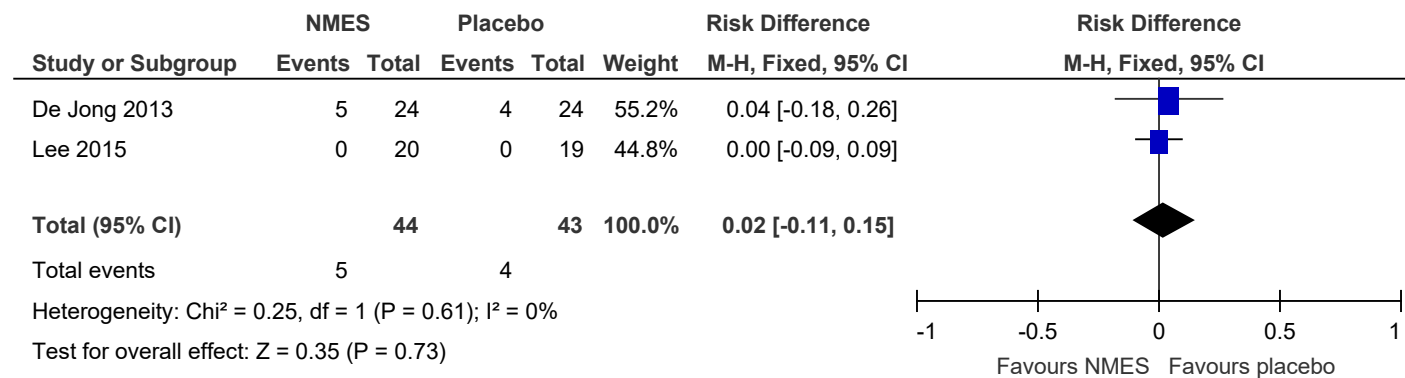 NMES Placebo Risk Difference Risk Difference
Study or Subgroup Events Total Events Total Weight M-H, Fixed, 95% CI M-H, Fixed, 95% CI
De Jong 2013 5 24 4 24 55.2% 0.04 [-0.18, 0.26]
Lee 2015 0 20 0 19 44.8% 0.00 [-0.09, 0.09]
Total (95% CI) 44 43 100.0% 0.02 [-0.11, 0.15]
Total events 5 4
Heterogeneity: Chi² = 0.25, df = 1 (P = 0.61); I² = 0%
Test for overall effect: Z = 0.35 (P = 0.73)
-1 -0.5 0 0.5 1
Favours NMES Favours placebo